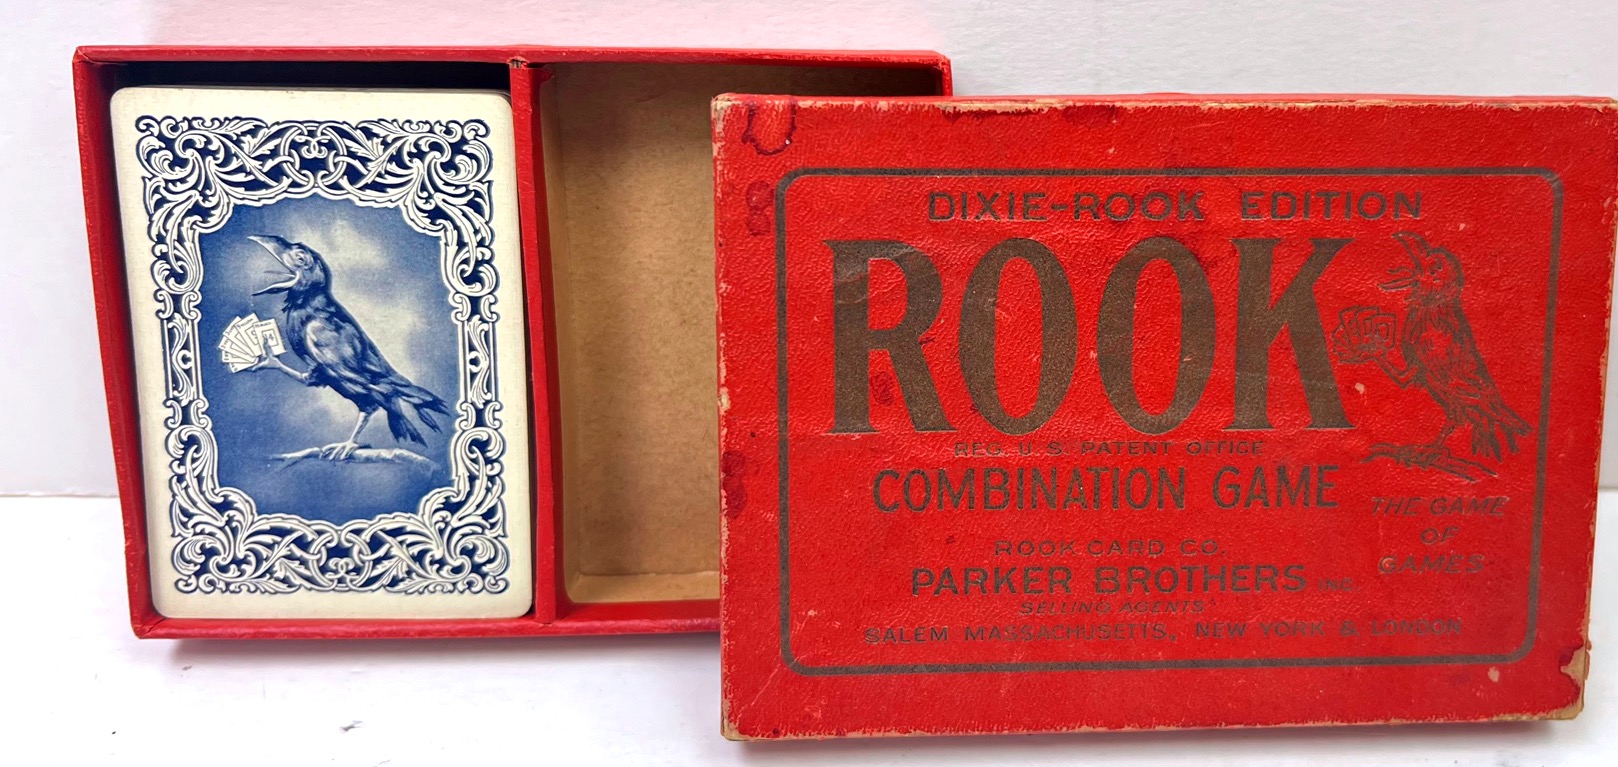 DIXIE-ROOK EDITION
ROOK
REG. U.S. PATENT OFFICE
COMBINATION GAME
THE GAME
OF
GAMES
ROOK CARD CO.
PARKER BROTHERS INC.
SELLING AGENTS
SALEM MASSACHUSETTS, NEW YORK & LONDON